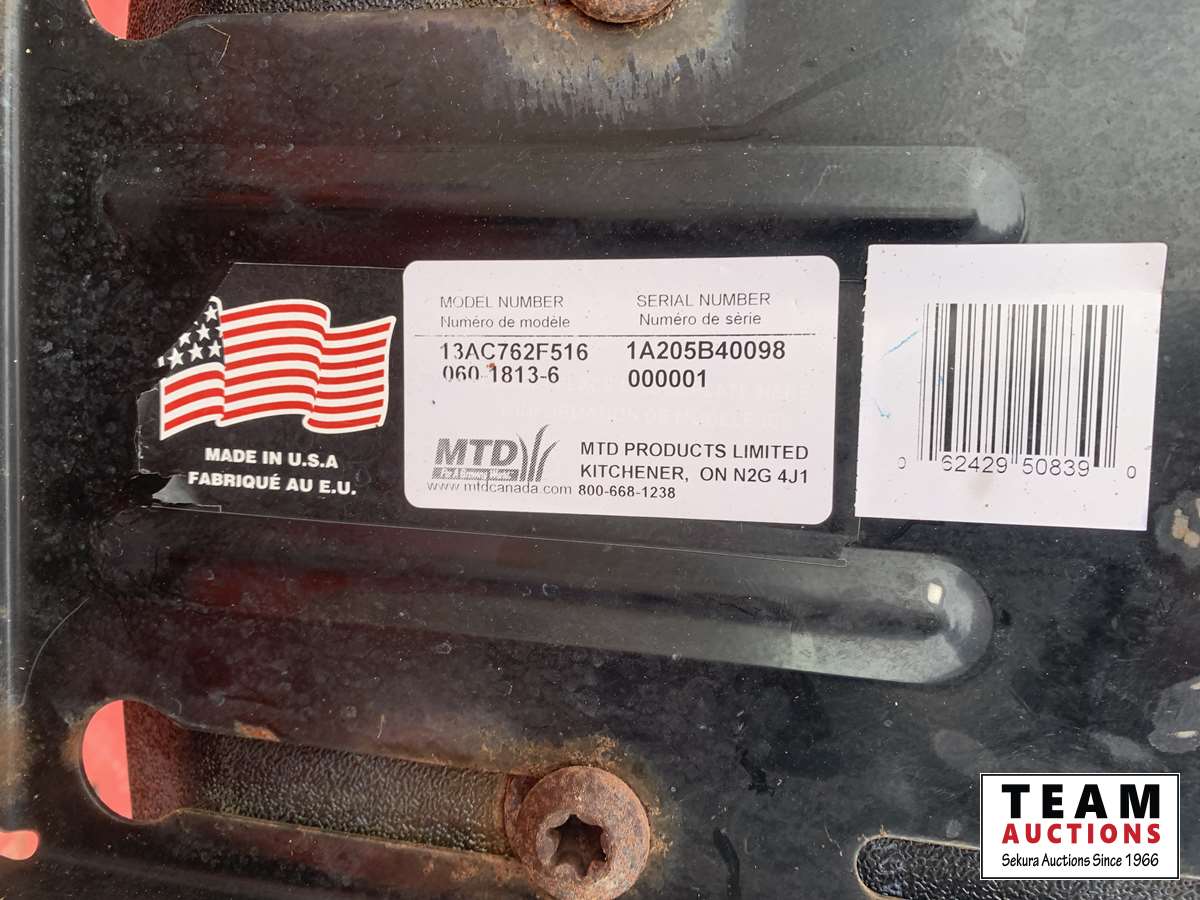 MODEL NUMBER
Numéro de modèle
SERIAL NUMBER
Numéro de série
13AC762F516
060-1813-6
1A205B40098
000001
MTD
www.mtdcanada.com 800-668-1238
MTD PRODUCTS LIMITED
KITCHENER, ON N2G 4J1
MADE IN U.S.A
FABRIQUÉ AU E.U.
0 62429 50839 0
TEAM
AUCTIONS
Sekura Auctions Since 1966